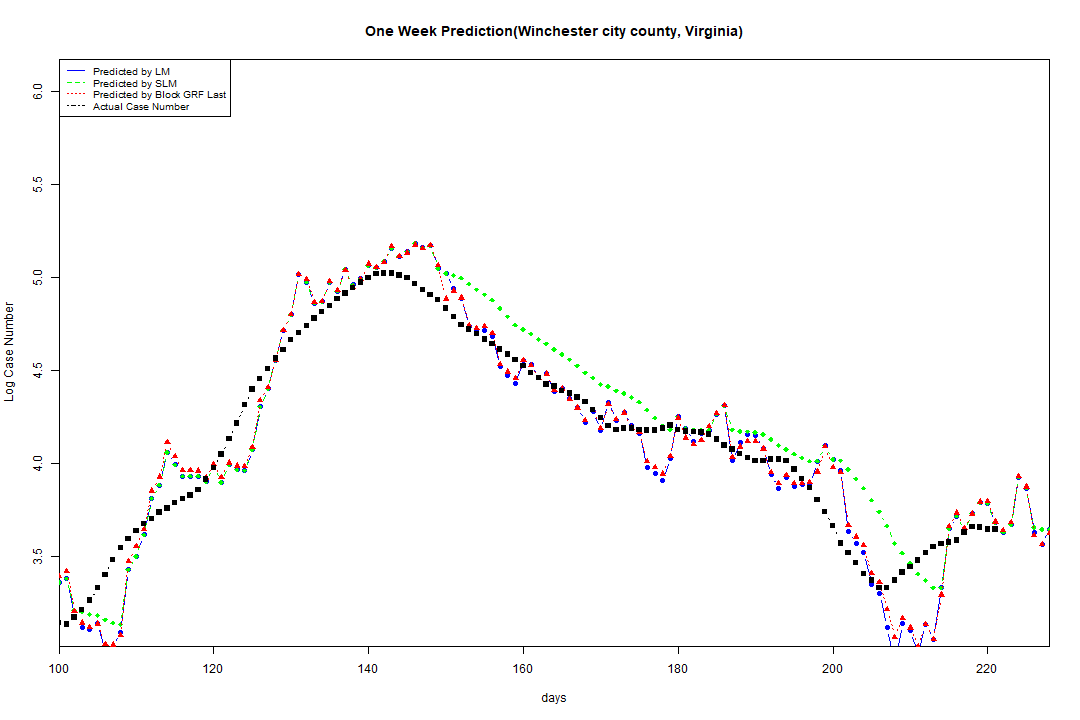 One Week Prediction(Winchester city county, Virginia)
Predicted by LM
Predicted by SLM
Predicted by Block GRF Last
Actual Case Number
6.0
5.5
5.0
4.5
4.0
3.5
Log Case Number
100 120 140 160 180 200 220
days